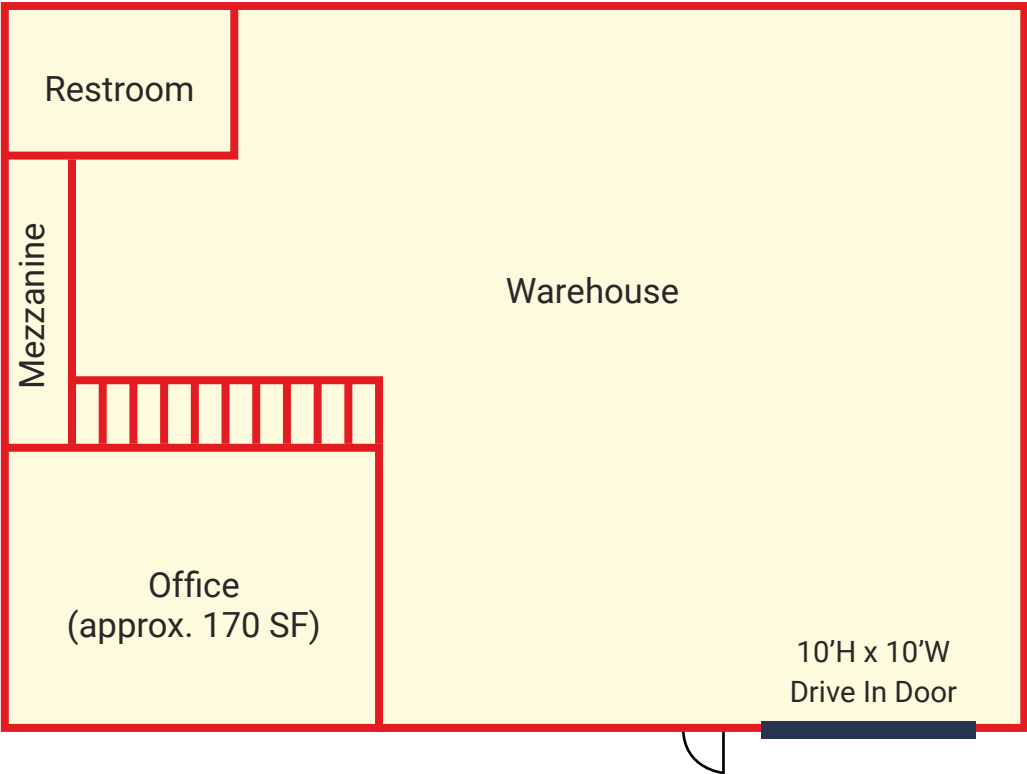 Restroom
Mezzanine
Warehouse
Office
(approx. 170 SF)
10’H x 10’W
Drive In Door